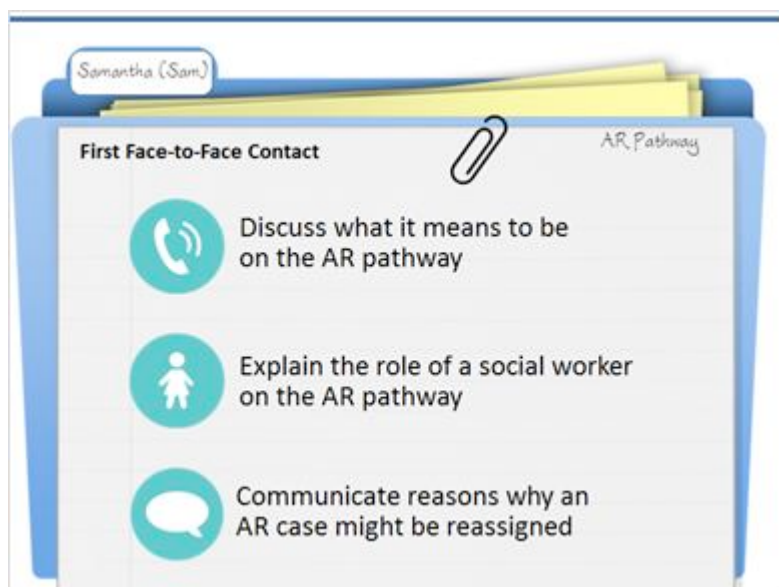 Samantha (Sam)
First Face-to-Face Contact
AR Pathway
Discuss what it means to be
on the AR pathway
Explain the role of a social worker
on the AR pathway
Communicate reasons why an
AR case might be reassigned